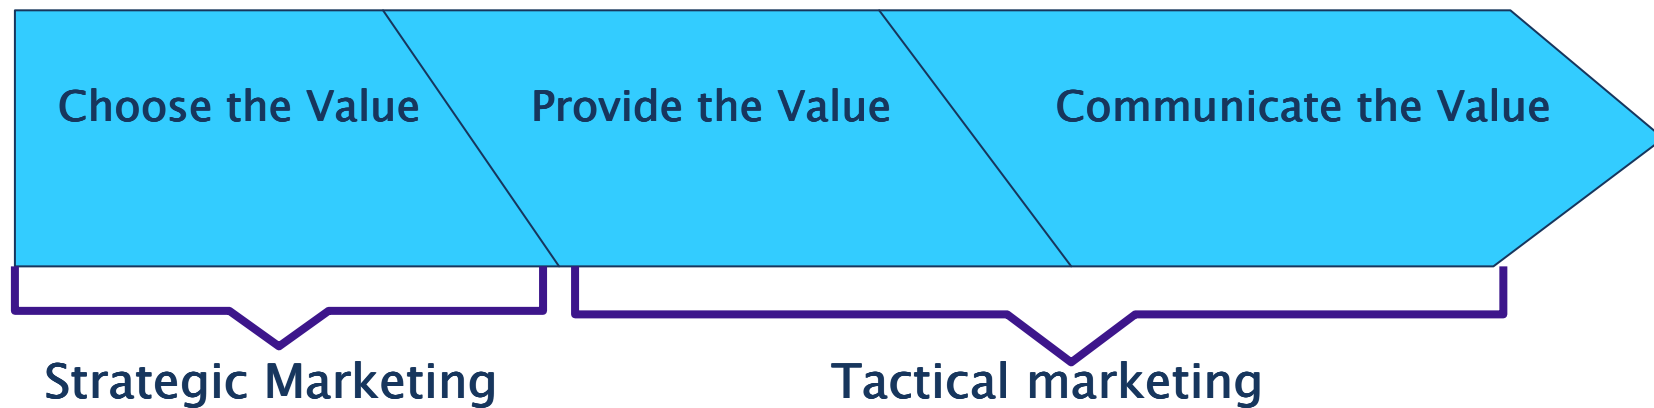 Choose the Value
Provide the Value
Communicate the Value
Strategic Marketing
Tactical marketing